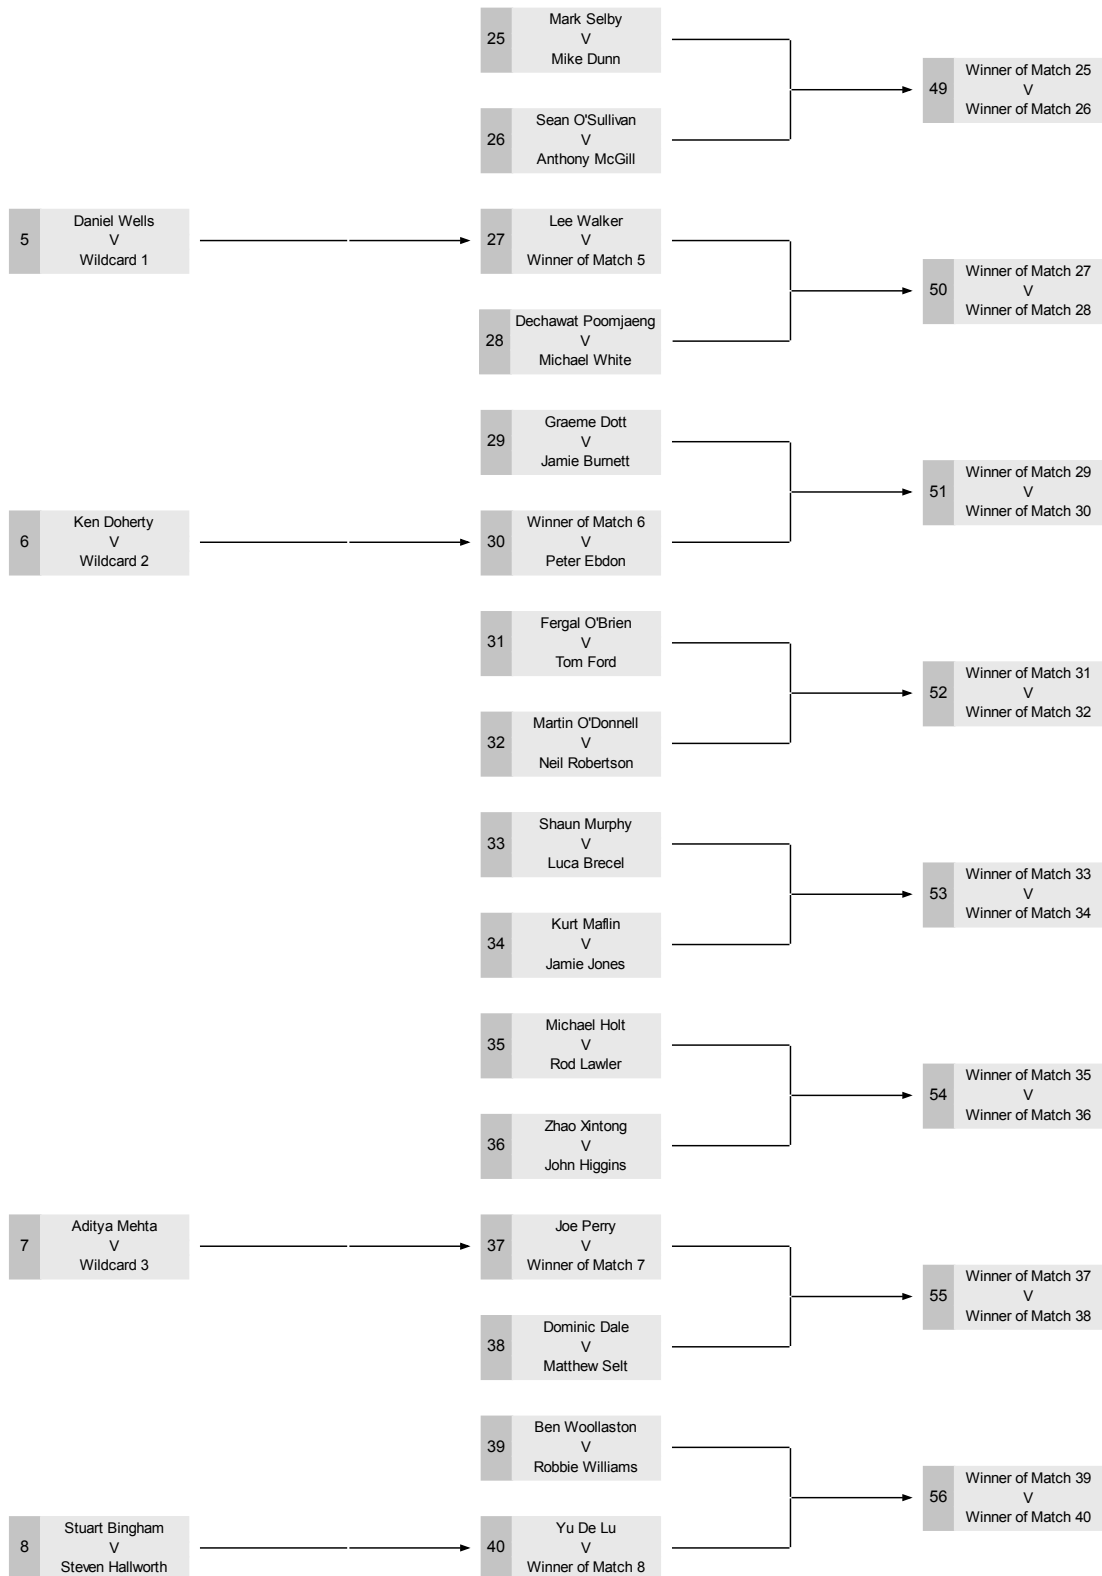 25
Mark Selby
V
Mike Dunn
49
Winner of Match 25
V
Winner of Match 26
26
Sean O'Sullivan
V
Anthony McGill
5
Daniel Wells
V
Wildcard 1
27
Lee Walker
V
Winner of Match 5
50
Winner of Match 27
V
Winner of Match 28
28
Dechawat Poomjaeng
V
Michael White
29
Graeme Dott
V
Jamie Burnett
51
Winner of Match 29
V
Winner of Match 30
6
Ken Doherty
V
Wildcard 2
30
Winner of Match 6
V
Peter Ebdon
31
Fergal O'Brien
V
Tom Ford
52
Winner of Match 31
V
Winner of Match 32
32
Martin O'Donnell
V
Neil Robertson
33
Shaun Murphy
V
Luca Brecel
53
Winner of Match 33
V
Winner of Match 34
34
Kurt Maflin
V
Jamie Jones
35
Michael Holt
V
Rod Lawler
54
Winner of Match 35
V
Winner of Match 36
36
Zhao Xintong
V
John Higgins
7
Aditya Mehta
V
Wildcard 3
37
Joe Perry
V
Winner of Match 7
55
Winner of Match 37
V
Winner of Match 38
38
Dominic Dale
V
Matthew Selt
39
Ben Woollaston
V
Robbie Williams
56
Winner of Match 39
V
Winner of Match 40
8
Stuart Bingham
V
Steven Hallworth
40
Yu De Lu
V
Winner of Match 8